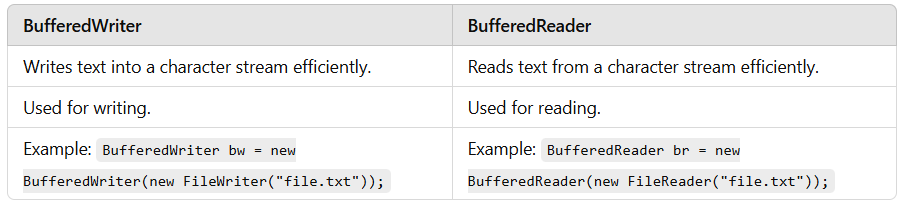 BufferedWriter BufferedReader
Writes text into a character stream efficiently. Reads text from a character stream efficiently.
Used for writing. Used for reading.
Example: BufferedWriter bw = new Example: BufferedReader br = new
BufferedWriter(new FileWriter("file.txt")); BufferedReader(new FileReader("file.txt"));